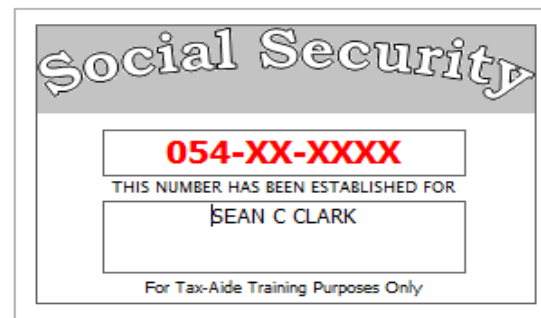 Social Security
054-XX-XXXX
THIS NUMBER HAS BEEN ESTABLISHED FOR
SEAN C CLARK
For Tax-Aide Training Purposes Only